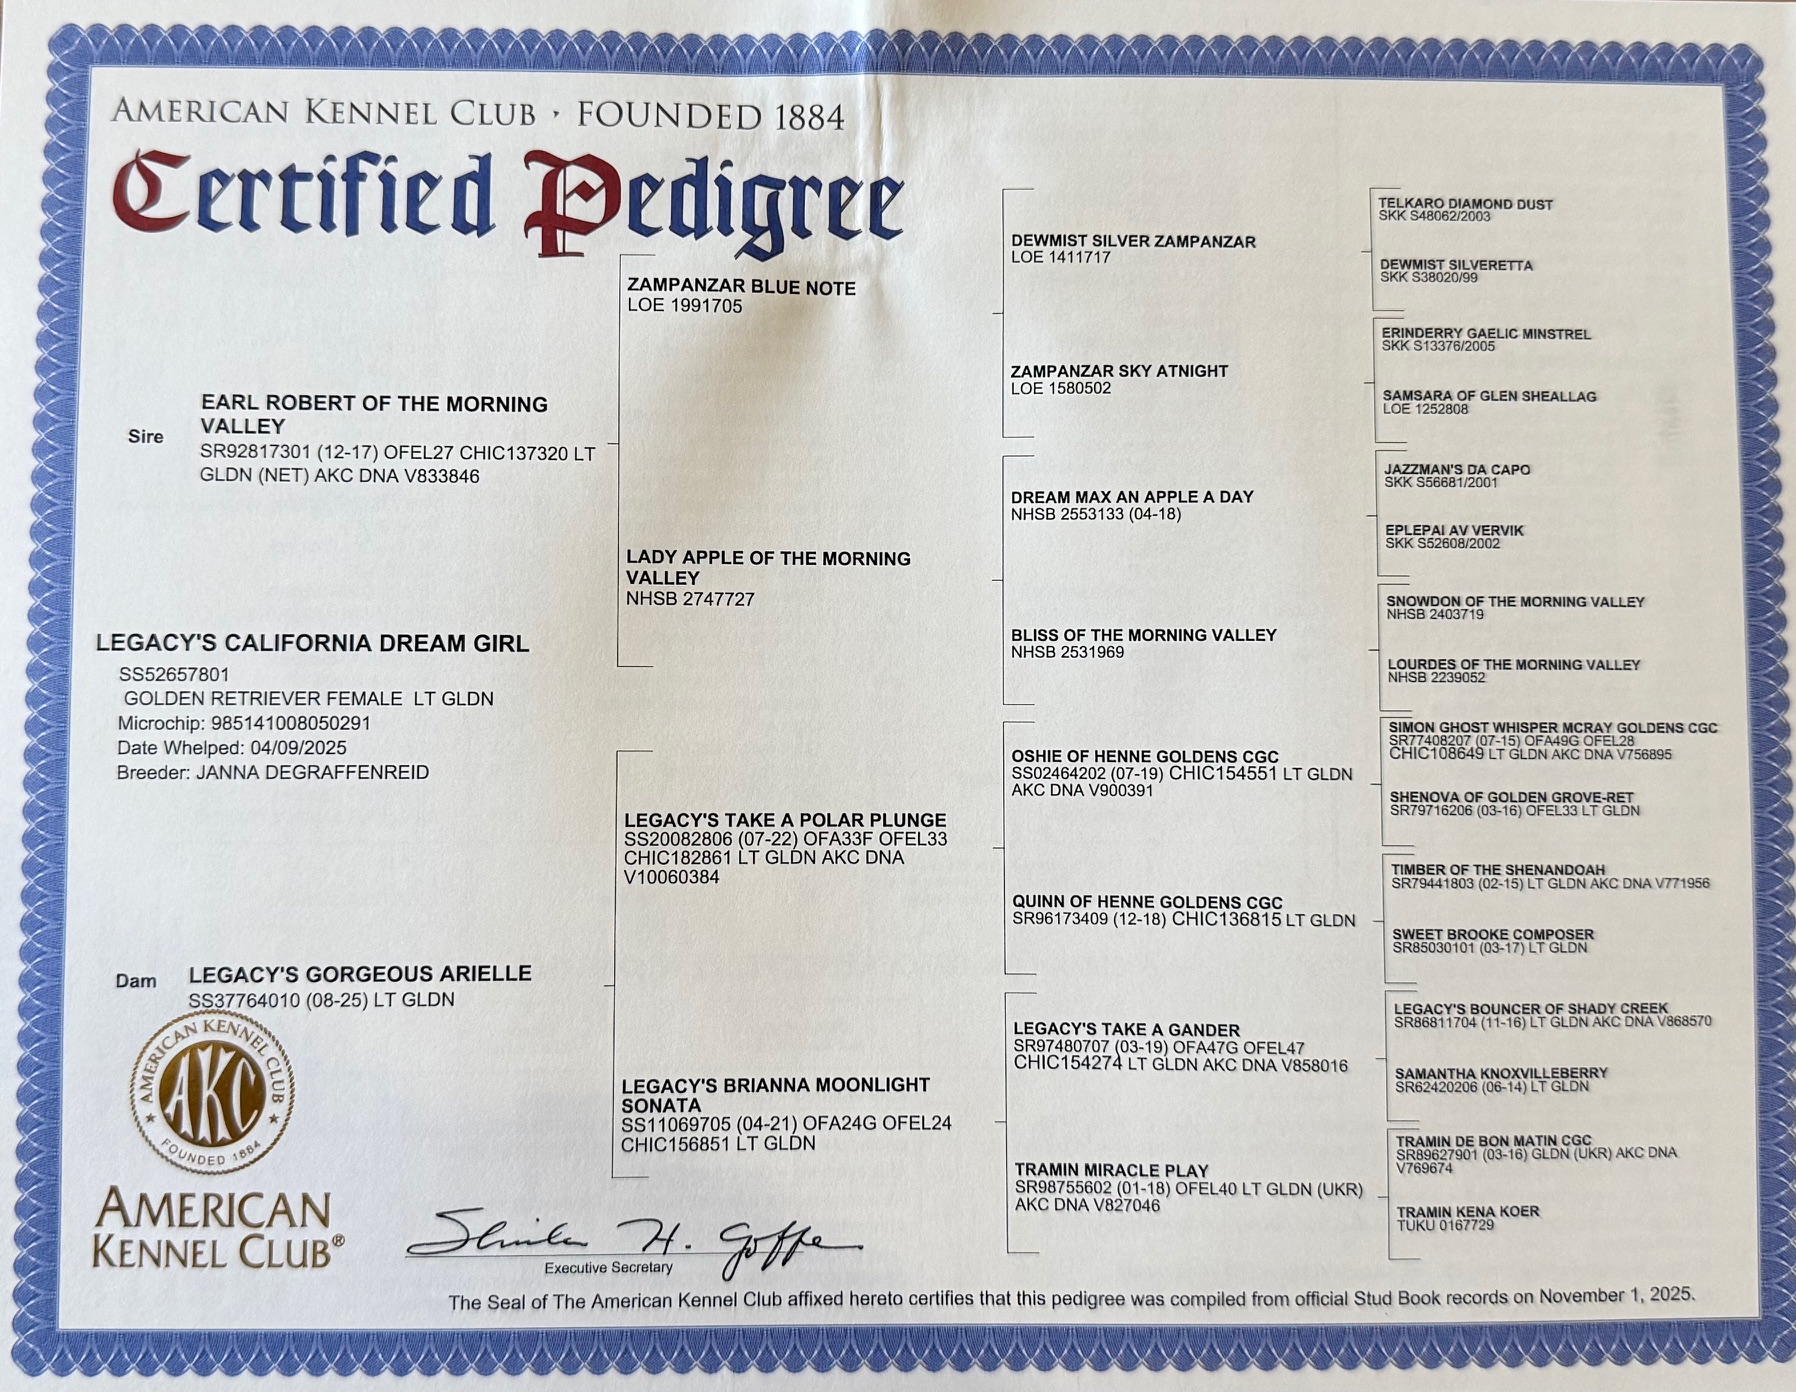 AMERICAN KENNEL CLUB · FOUNDED 1884
Certified Pedigree
Sire
EARL ROBERT OF THE MORNING
VALLEY
SR92817301 (12-17) OFEL27 CHIC137320 LT
GLDN (NET) AKC DNA V833846
LEGACY'S CALIFORNIA DREAM GIRL
SS52657801
GOLDEN RETRIEVER FEMALE LT GLDN
Microchip: 985141008050291
Date Whelped: 04/09/2025
Breeder: JANNA DEGRAFFENREID
Dam
LEGACY'S GORGEOUS ARIELLE
SS37764010 (08-25) LT GLDN
ZAMPANZAR BLUE NOTE
LOE 1991705
LADY APPLE OF THE MORNING
VALLEY
NHSB 2747727
LEGACY'S TAKE A POLAR PLUNGE
SS20082806 (07-22) OFA33F OFEL33
CHIC182861 LT GLDN AKC DNA
V10060384
LEGACY'S BRIANNA MOONLIGHT
SONATA
SS11069705 (04-21) OFA24G OFEL24
CHIC156851 LT GLDN
DEWMIST SILVER ZAMPANZAR
LOE 1411717
ZAMPANZAR SKY ATNIGHT
LOE 1580502
DREAM MAX AN APPLE A DAY
NHSB 2553133 (04-18)
BLISS OF THE MORNING VALLEY
NHSB 2531969
OSHIE OF HENNE GOLDENS CGC
SS02464202 (07-19) CHIC154551 LT GLDN
AKC DNA V900391
QUINN OF HENNE GOLDENS CGC
SR96173409 (12-18) CHIC136815 LT GLDN
LEGACY'S TAKE A GANDER
SR97480707 (03-19) OFA47G OFEL47
CHIC154274 LT GLDN AKC DNA V858016
TRAMIN MIRACLE PLAY
SR98755602 (01-18) OFEL40 LT GLDN (UKR)
AKC DNA V827046
TELKARO DIAMOND DUST
SKK S48062/2003
DEWMIST SILVERETTA
SKK S38020/99
ERINDERRY GAELIC MINSTREL
SKK S13376/2005
SAMSARA OF GLEN SHEALLAG
LOE 1252808
JAZZMAN'S DA CAPO
SKK S56681/2001
EPLEPAI AV VERVIK
SKK S52608/2002
SNOWDON OF THE MORNING VALLEY
NHSB 2403719
LOURDES OF THE MORNING VALLEY
NHSB 2239052
SIMON GHOST WHISPER MCRAY GOLDENS CGC
SR77408207 (07-15) OFA49G OFEL28
CHIC108649 LT GLDN AKC DNA V756895
SHENOVA OF GOLDEN GROVE-RET
SR79716206 (03-16) OFEL33 LT GLDN
TIMBER OF THE SHENANDOAH
SR79441803 (02-15) LT GLDN AKC DNA V771956
SWEET BROOKE COMPOSER
SR85030101 (03-17) LT GLDN
LEGACY'S BOUNCER OF SHADY CREEK
SR86811704 (11-16) LT GLDN AKC DNA V868570
SAMANTHA KNOXVILLEBERRY
SR62420206 (06-14) LT GLDN
TRAMIN DE BON MATIN CGC
SR89627901 (03-16) GLDN (UKR) AKC DNA
V769674
TRAMIN KENA KOER
TUKU 0167729
AMERICAN KENNEL CLUB
AKC
FOUNDED 1884
AMERICAN
KENNEL CLUB®
H. Goffe
Executive Secretary
The Seal of The American Kennel Club affixed hereto certifies that this pedigree was compiled from official Stud Book records on November 1, 2025.